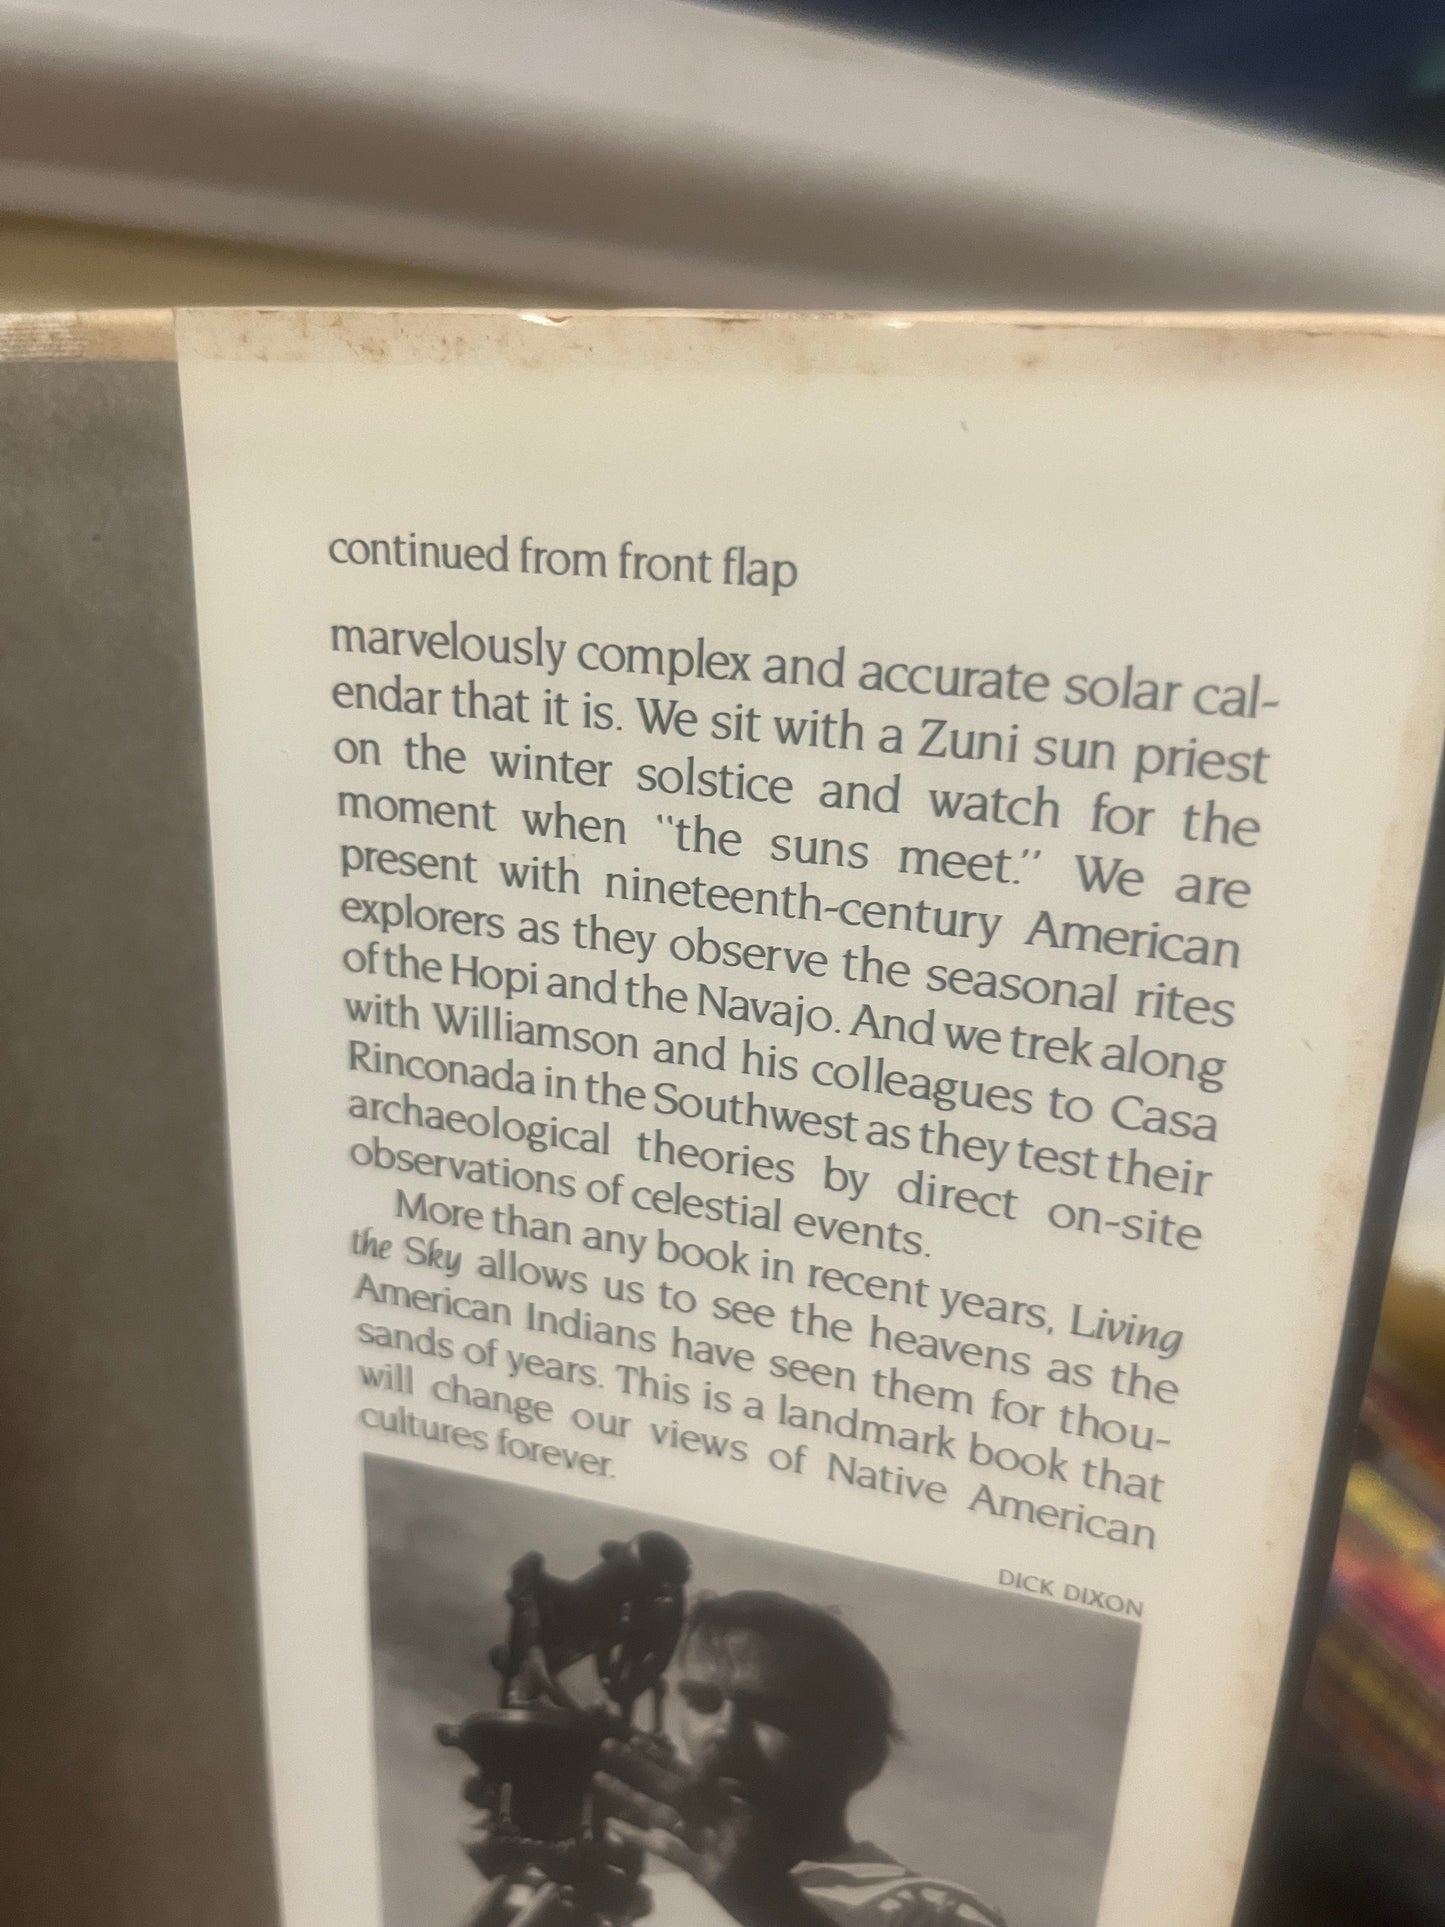 continued from front flap
marvelously complex and accurate solar cal-
endar that it is. We sit with a Zuni sun priest
on the winter solstice and watch for the
moment when "the suns meet." We are
present with nineteenth-century American
explorers as they observe the seasonal rites
of the Hopi and the Navajo. And we trek along
with Williamson and his colleagues to Casa
Rinconada in the Southwest as they test their
archaeological theories by direct on-site
observations of celestial events.
More than any book in recent years, Living
the Sky allows us to see the heavens as the
American Indians have seen them for thou-
sands of years. This is a landmark book that
will change our views of Native American
cultures forever.
DICK DIXON